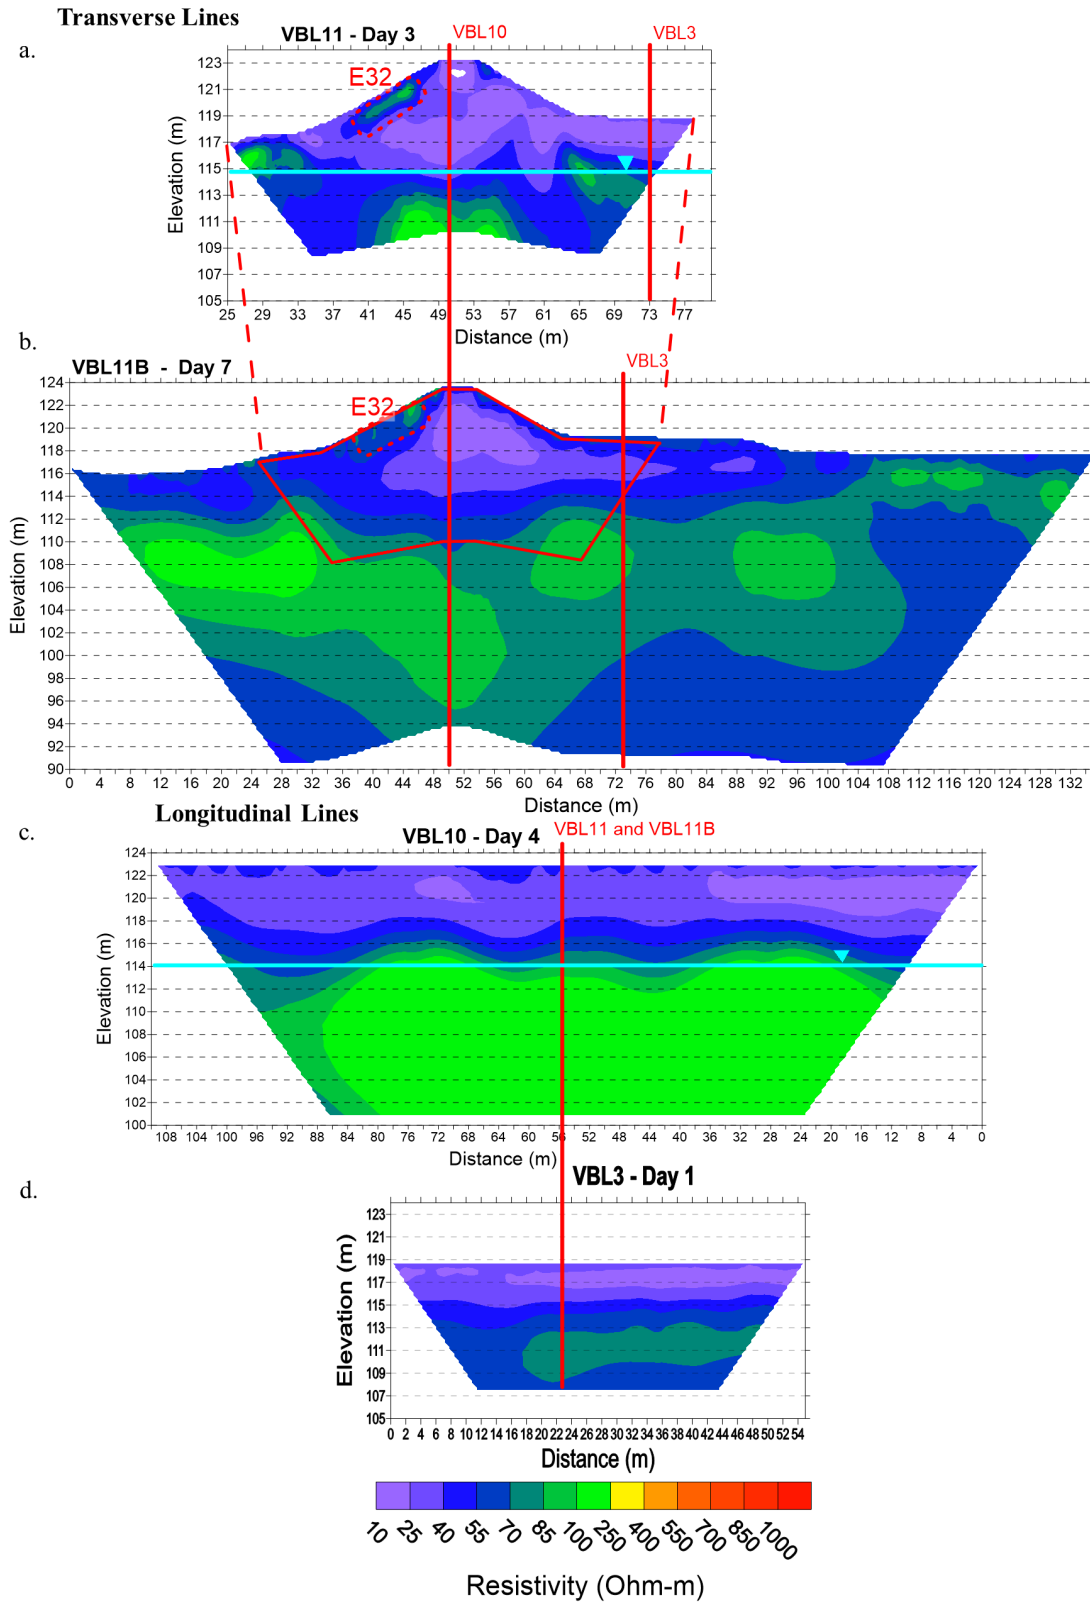 Transverse Lines
a.
VBL11 - Day 3
VBL10
VBL3
E32
Elevation (m)
123
121
119
117
115
113
111
109
107
105
25 29 33 37 41 45 49 53 57 61 65 69 73 77
Distance (m)
b.
VBL11B - Day 7
VBL3
E32
Elevation (m)
124
122
120
118
116
114
112
110
108
106
104
102
100
98
96
94
92
90
0 4 8 12 16 20 24 28 32 36 40 44 48 52 56 60 64 68 72 76 80 84 88 92 96 100 104 108 112 116 120 124 128 132
Distance (m)
Longitudinal Lines
c.
VBL10 - Day 4
VBL11 and VBL11B
Elevation (m)
124
122
120
118
116
114
112
110
108
106
104
102
100
108 104 100 96 92 88 84 80 76 72 68 64 60 56 52 48 44 40 36 32 28 24 20 16 12 8 4 0
Distance (m)
d.
VBL3 - Day 1
Elevation (m)
123
121
119
117
115
113
111
109
107
105
0 2 4 6 8 10 12 14 16 18 20 22 24 26 28 30 32 34 36 38 40 42 44 46 48 50 52 54
Distance (m)
10 25 40 55 70 85 100 250 400 550 700 850 1000
Resistivity (Ohm-m)